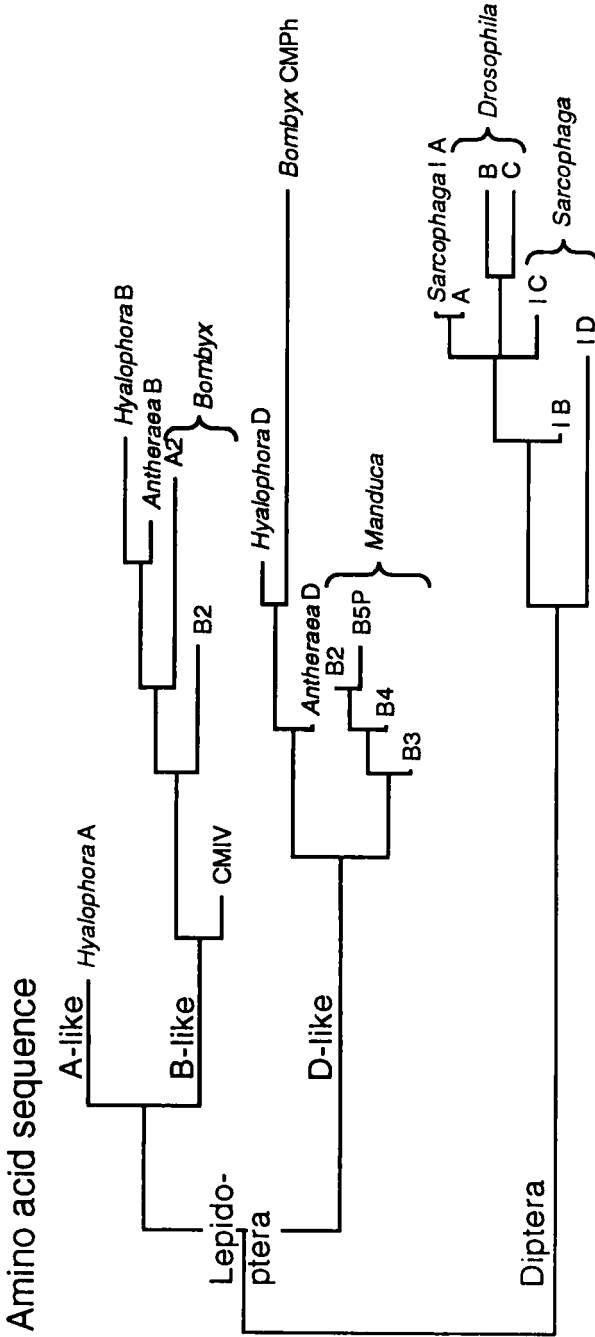 Amino acid sequence
A-like
Hyalophora A
B-like
CMIV
B2
A2
Antheraea B
Hyalophora B
Bombyx
Lepido-
ptera
D-like
Antheraea D
Hyalophora D
Bombyx CMPh
B2
B5P
B4
B3
Manduca
Diptera
Sarcophaga I A
A
B
C
Drosophila
I B
I C
I D
Sarcophaga